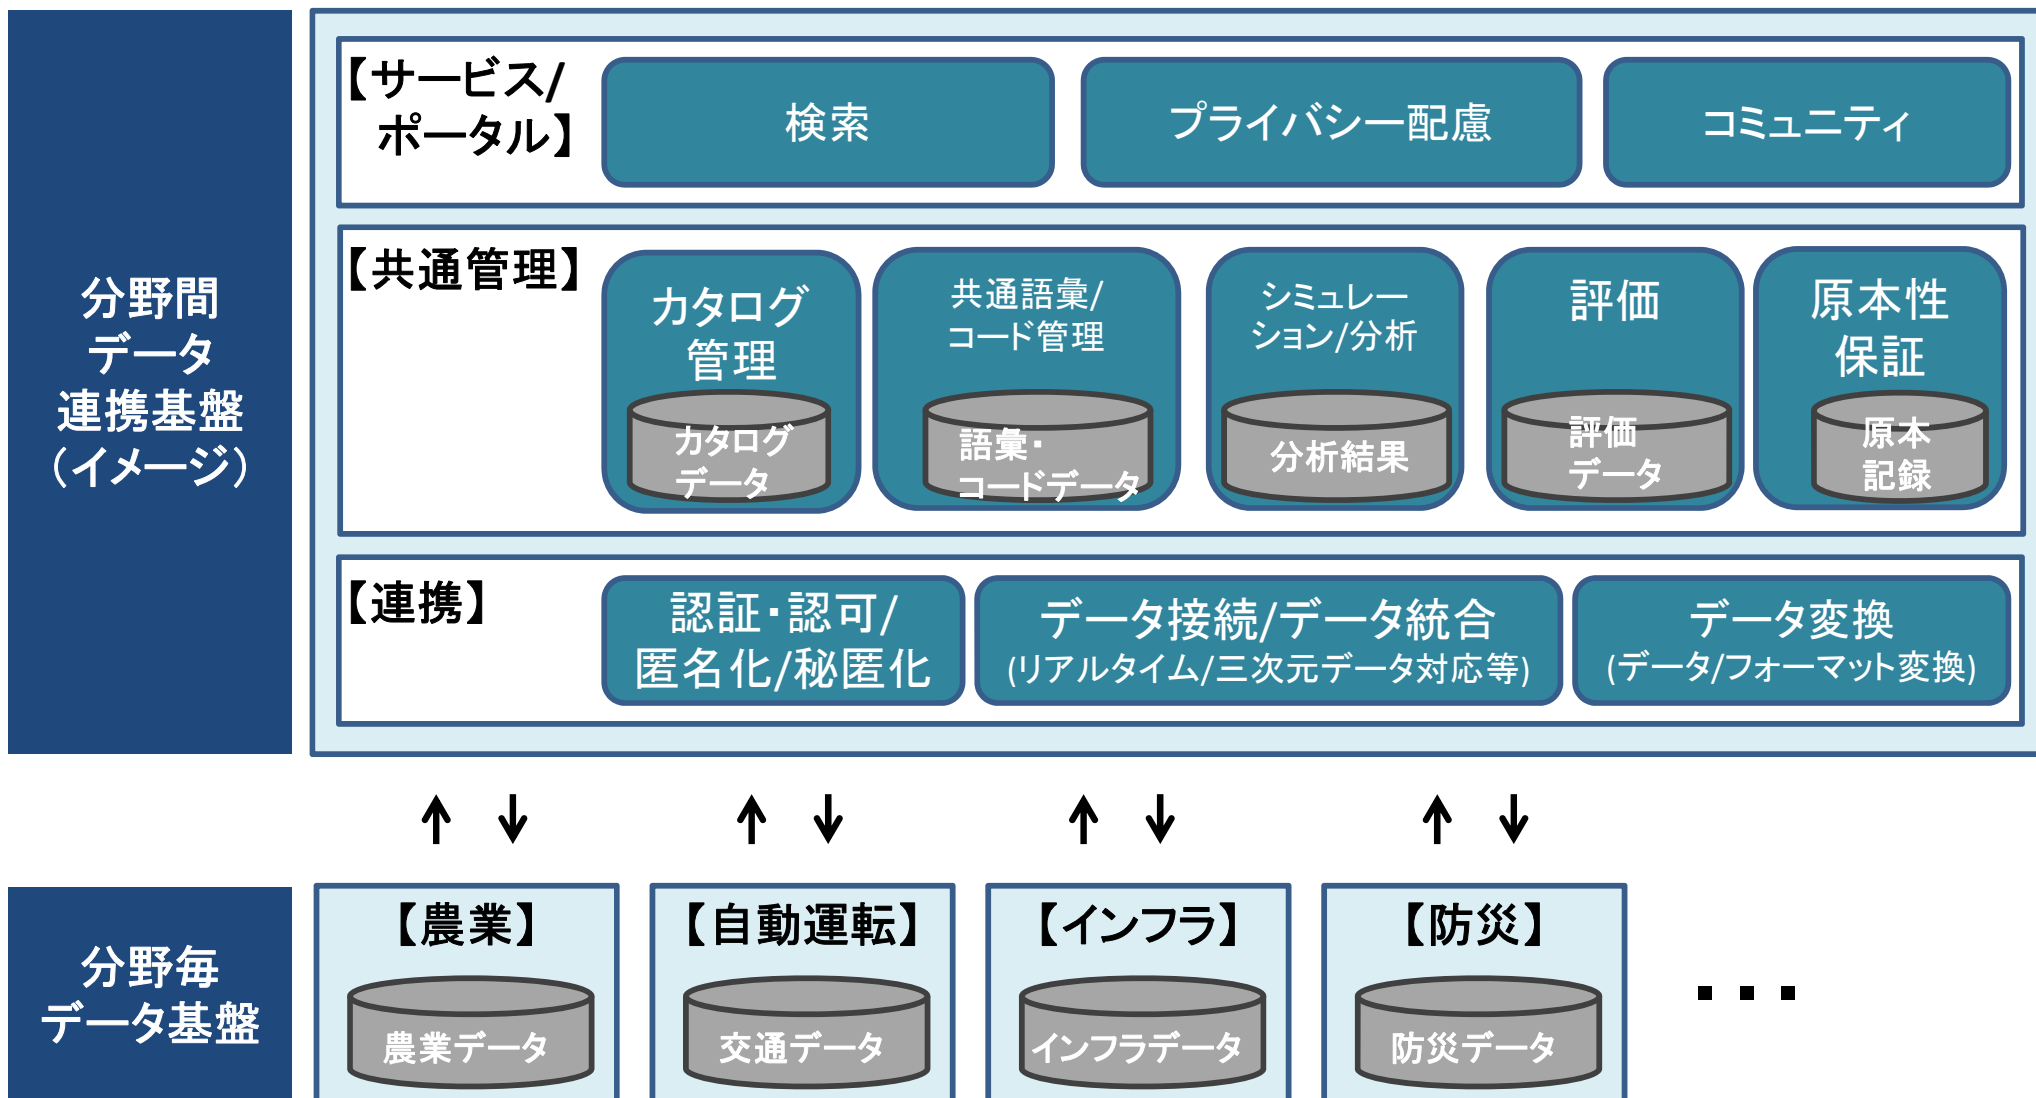 分野間
データ
連携基盤
（イメージ）
【サービス/
ポータル】
検索
プライバシー配慮
コミュニティ
【共通管理】
カタログ
管理
カタログ
データ
共通語彙/
コード管理
語彙・
コードデータ
シミュレー
ション/分析
分析結果
評価
評価
データ
原本性
保証
原本
記録
【連携】
認証・認可/
匿名化/秘匿化
データ接続/データ統合
(リアルタイム/三次元データ対応等)
データ変換
(データ/フォーマット変換)
分野毎
データ基盤
【農業】
農業データ
【自動運転】
交通データ
【インフラ】
インフラデータ
【防災】
防災データ
・・・